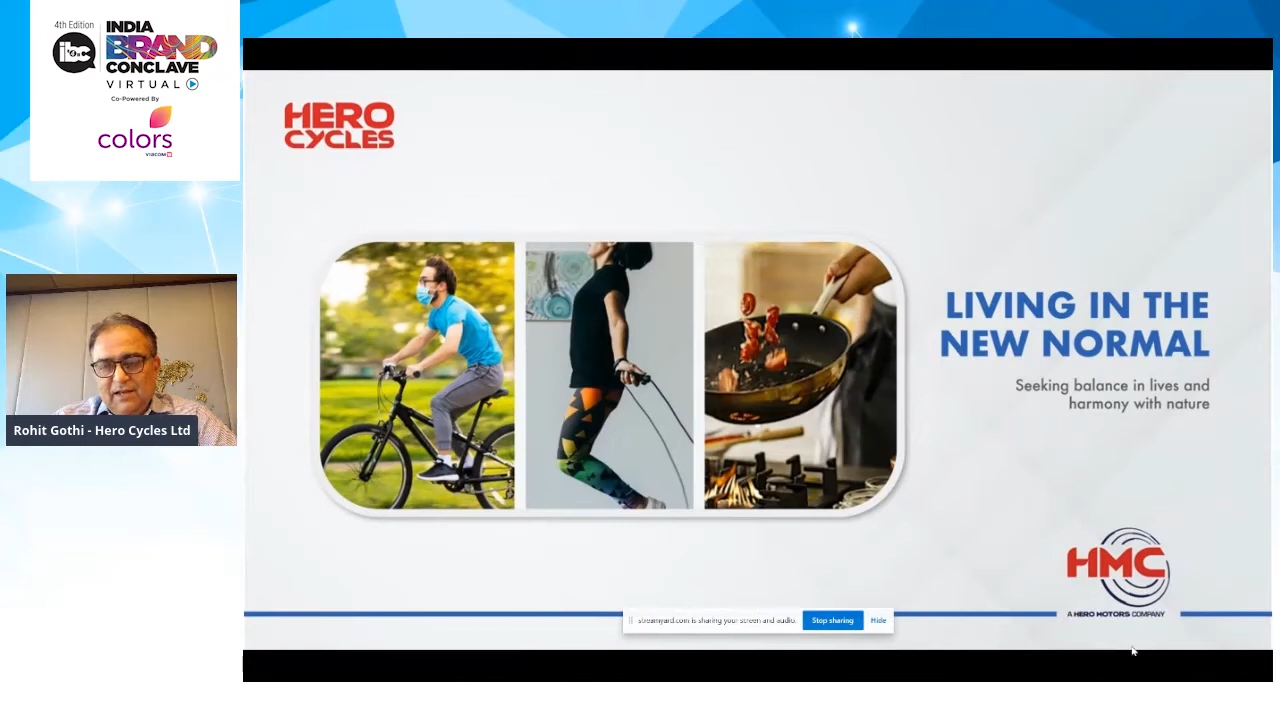 4th Edition
ibc
INDIA
BRAND
CONCLAVE
VIRTUAL
Co-Powered By
colors
VIACOM18
Rohit Gothi - Hero Cycles Ltd
HERO
CYCLES
LIVING IN THE
NEW NORMAL
Seeking balance in lives and
harmony with nature
HMC
A HERO MOTORS COMPANY
streamyard.com is sharing your screen and audio.
Stop sharing
Hide